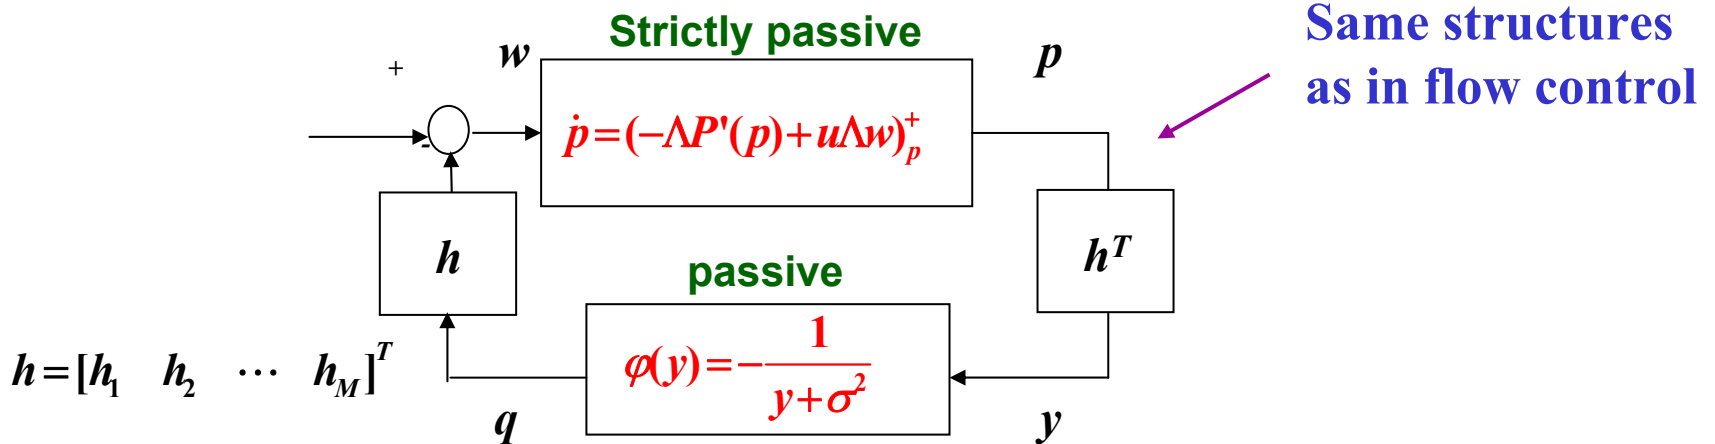 Strictly passive
Same structures
as in flow control
+
w
p
ṗ=(−ΛP'(p)+uΛw)⁺ₚ
-
h
hᵀ
passive
φ(y)=−1/(y+σ²)
h=[h₁ h₂ ⋯ h_M]ᵀ
q
y